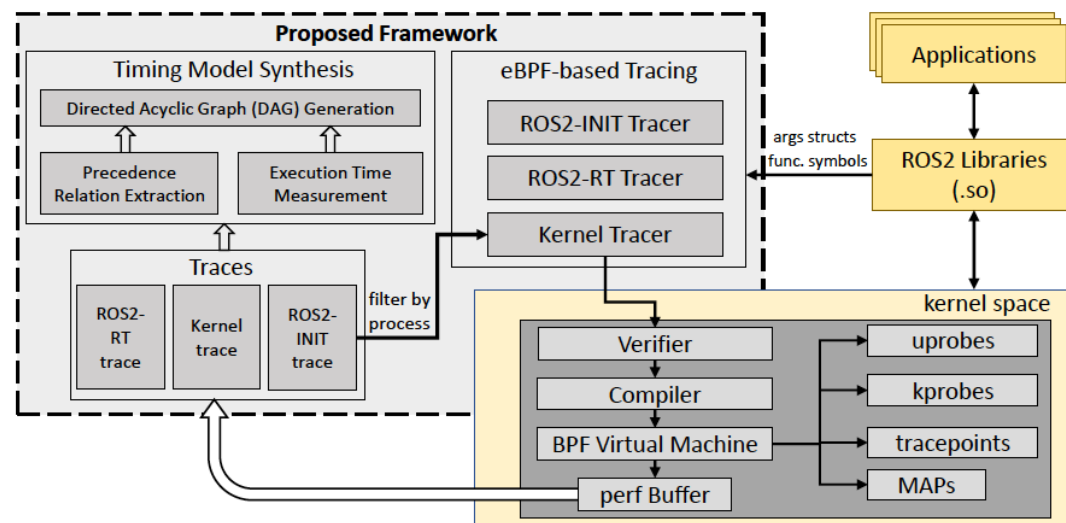 Proposed Framework
Timing Model Synthesis
Directed Acyclic Graph (DAG) Generation
Precedence
Relation Extraction
Execution Time
Measurement
Traces
ROS2-
RT
trace
Kernel
trace
ROS2-
INIT
trace
filter by
process
eBPF-based Tracing
ROS2-INIT Tracer
ROS2-RT Tracer
Kernel Tracer
args structs
func. symbols
Applications
ROS2 Libraries
(.so)
kernel space
Verifier
Compiler
BPF Virtual Machine
perf Buffer
uprobes
kprobes
tracepoints
MAPs